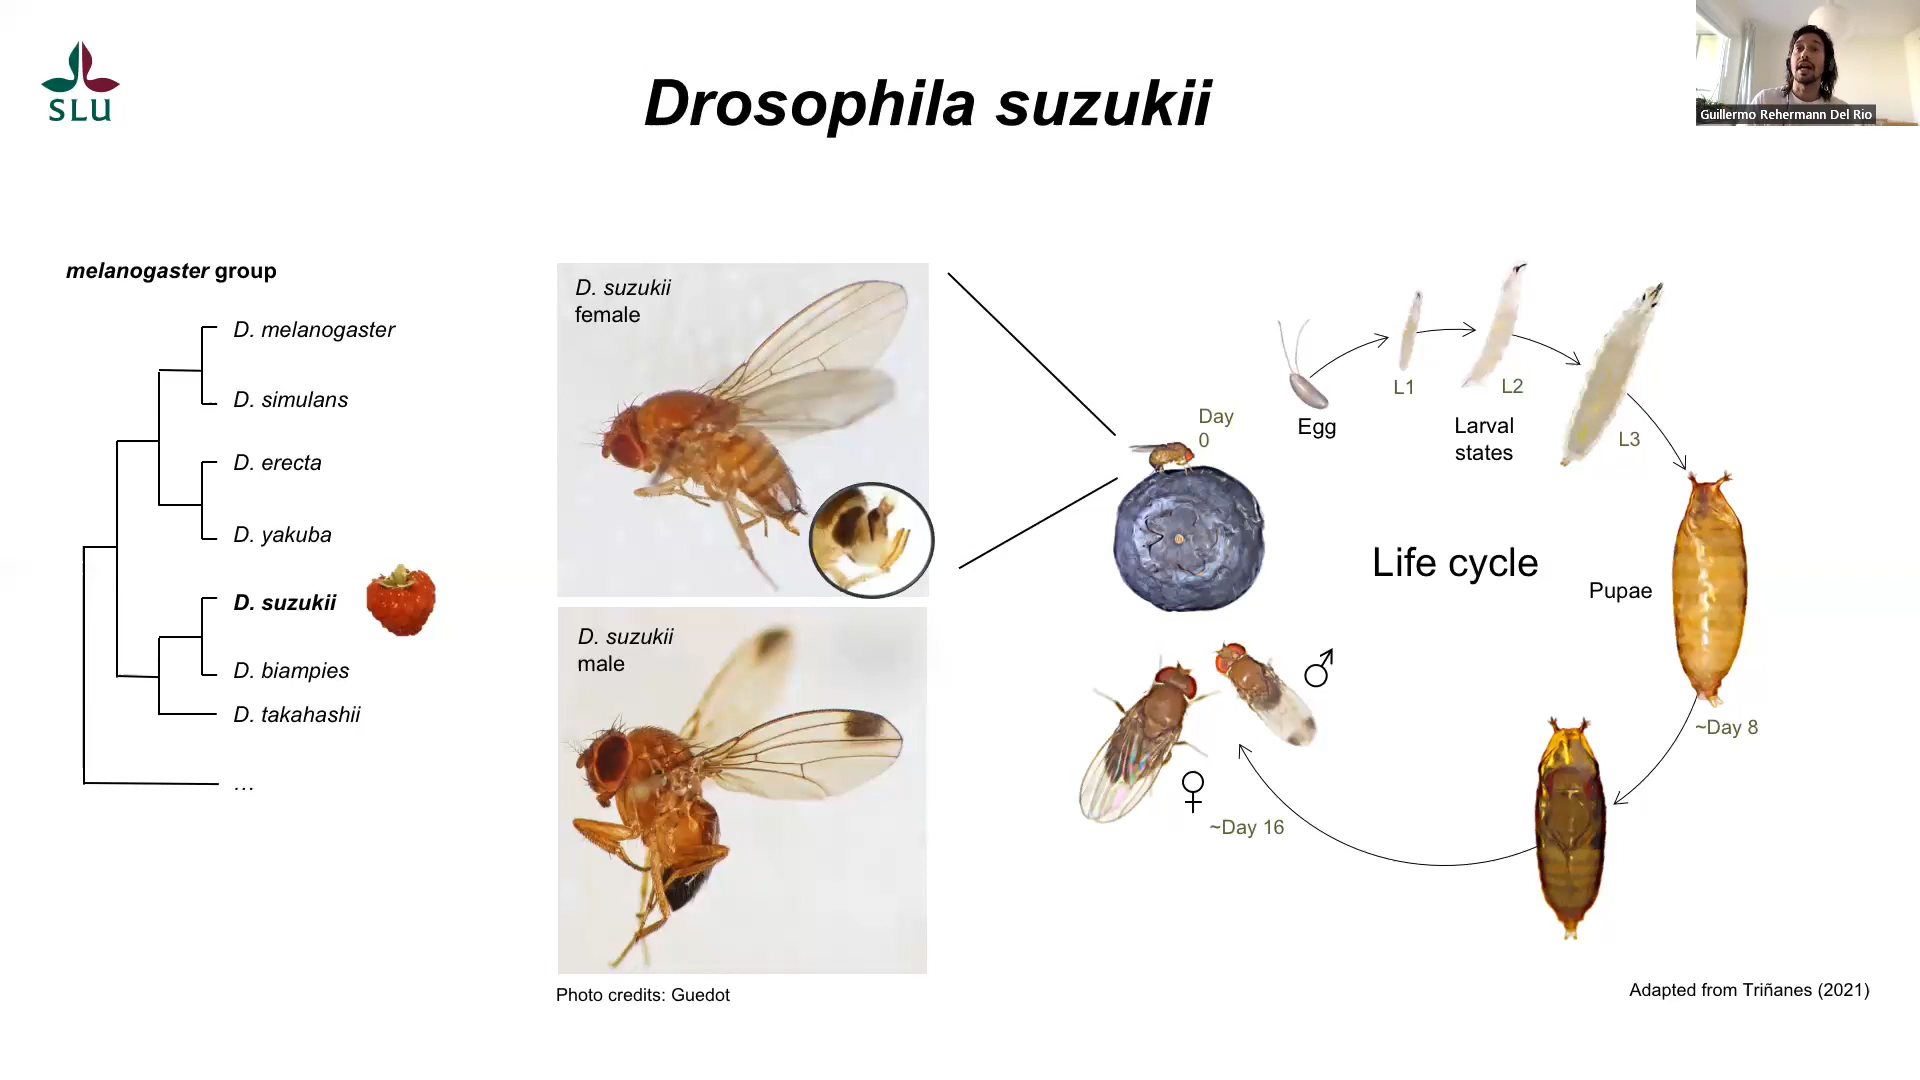 SLU
Drosophila suzukii
Guillermo Rehermann Del Rio
melanogaster group
D. melanogaster
D. simulans
D. erecta
D. yakuba
D. suzukii
D. biampies
D. takahashii
...
D. suzukii
female
D. suzukii
male
Photo credits: Guedot
Day
0
Egg
L1
L2
Larval
states
L3
Life cycle
Pupae
~Day 8
♂
♀
~Day 16
Adapted from Triñanes (2021)